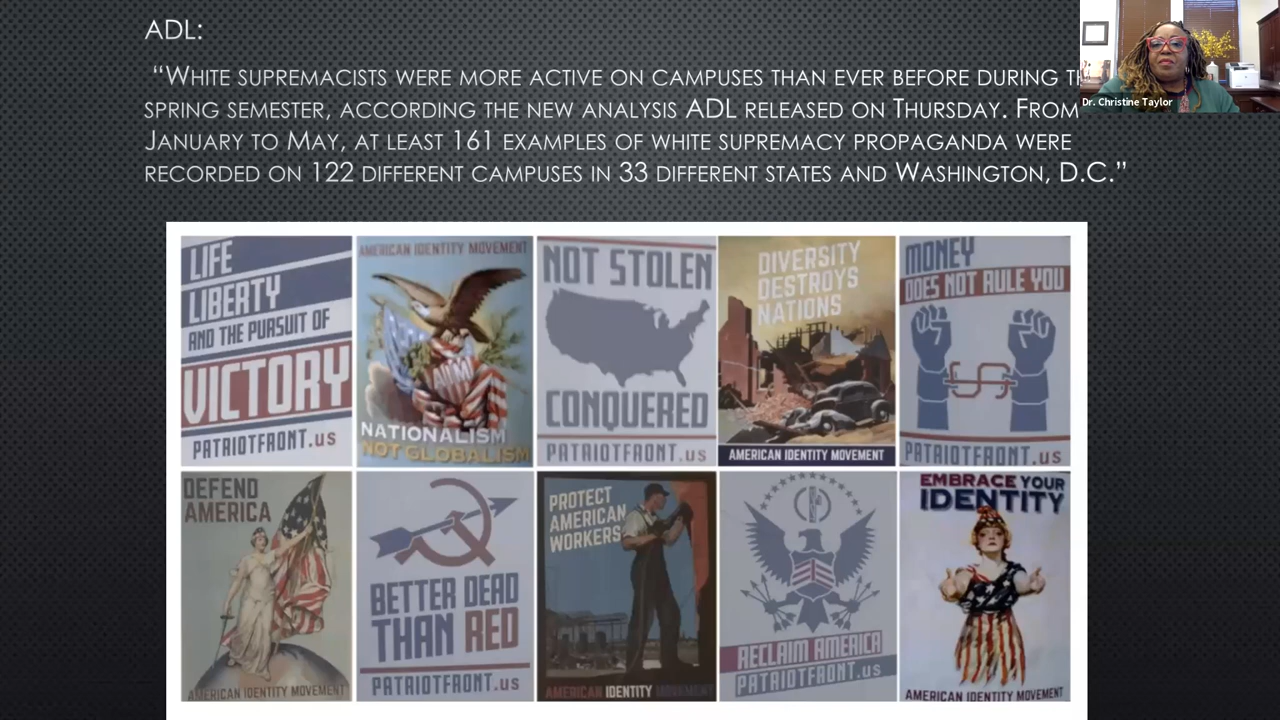 ADL:
“White supremacists were more active on campuses than ever before during
spring semester, according the new analysis ADL released on Thursday. From
January to May, at least 161 examples of white supremacy propaganda were
recorded on 122 different campuses in 33 different states and Washington, D.C.”
Dr. Christine Taylor
LIFE
LIBERTY
AND THE PURSUIT OF
VICTORY
PATRIOTFRONT.us
AMERICAN IDENTITY MOVEMENT
NATIONALISM
NOT GLOBALISM
NOT STOLEN
CONQUERED
PATRIOTFRONT.us
DIVERSITY
DESTROYS
NATIONS
AMERICAN IDENTITY MOVEMENT
MONEY
DOES NOT RULE YOU
PATRIOTFRONT.us
DEFEND
AMERICA
AMERICAN IDENTITY MOVEMENT
BETTER DEAD
THAN RED
PATRIOTFRONT.us
PROTECT
AMERICAN
WORKERS
AMERICAN IDENTITY MOVEMENT
RECLAIM AMERICA
PATRIOTFRONT.us
EMBRACE YOUR
IDENTITY
AMERICAN IDENTITY MOVEMENT